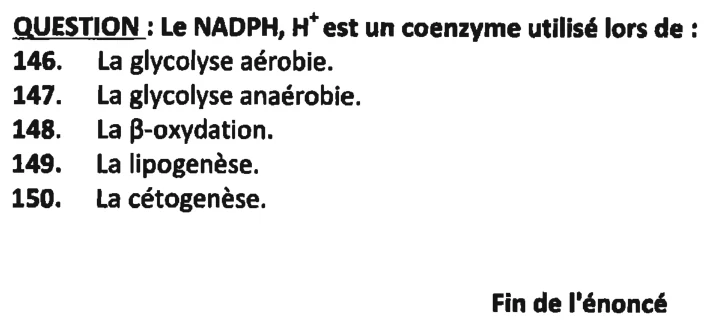 QUESTION : Le NADPH, H⁺ est un coenzyme utilisé lors de :
146. La glycolyse aérobie.
147. La glycolyse anaérobie.
148. La β-oxydation.
149. La lipogenèse.
150. La cétogenèse.
Fin de l'énoncé